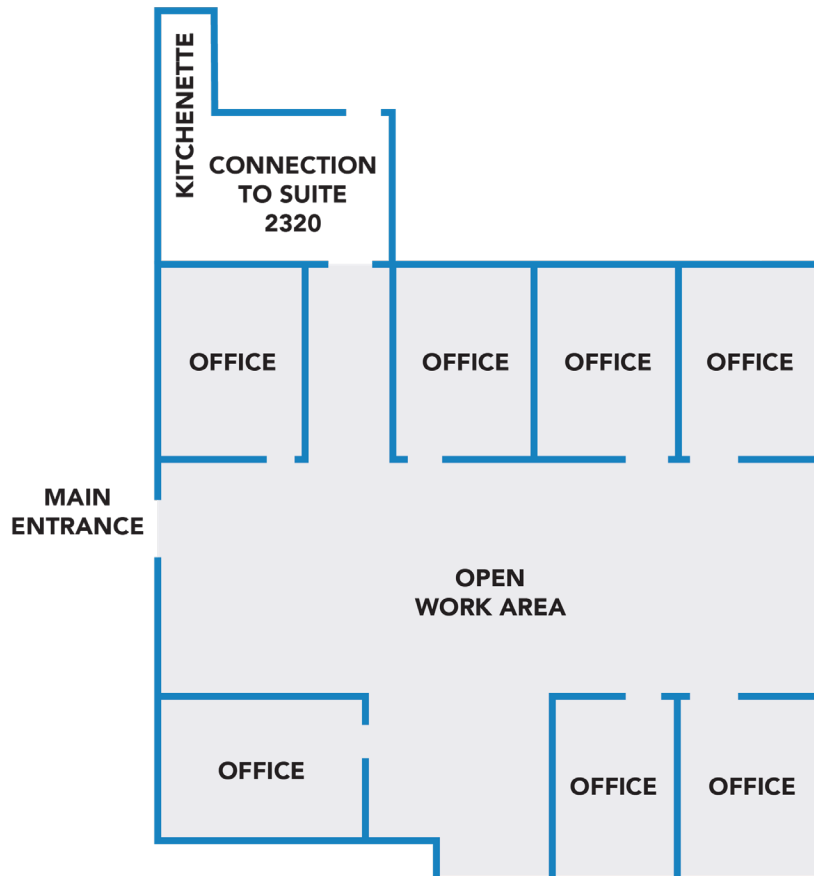 KITCHENETTE
CONNECTION
TO SUITE
2320
OFFICE
OFFICE
OFFICE
OFFICE
MAIN
ENTRANCE
OPEN
WORK AREA
OFFICE
OFFICE
OFFICE